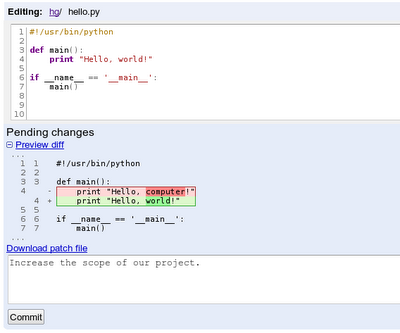 Editing: hg/ hello.py
1 #!/usr/bin/python
2
3 def main():
4     print "Hello, world!"
5
6 if __name__ == '__main__':
7     main()
8
9
10
Pending changes
Preview diff
...
1 1 #!/usr/bin/python
2 2
3 3 def main():
4 -     print "Hello, computer!"
4 +     print "Hello, world!"
5 5
6 6 if __name__ == '__main__':
7 7     main()
...
Download patch file
Increase the scope of our project.
Commit